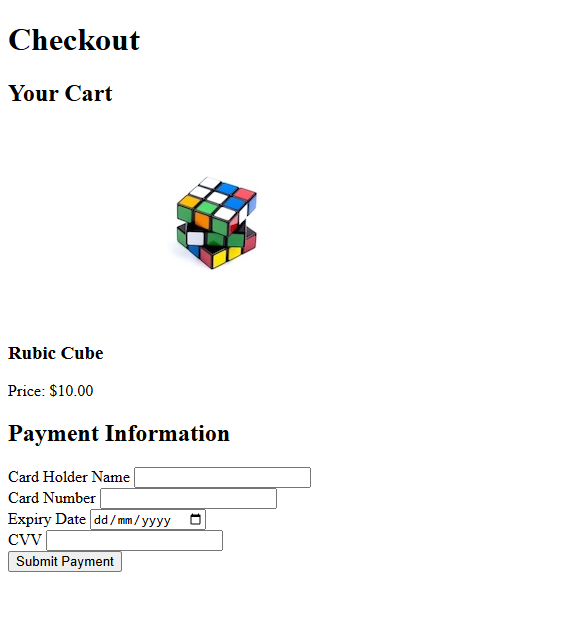 Checkout
Your Cart
Rubic Cube
Price: $10.00
Payment Information
Card Holder Name
Card Number
Expiry Date dd/mm/yyyy
CVV
Submit Payment